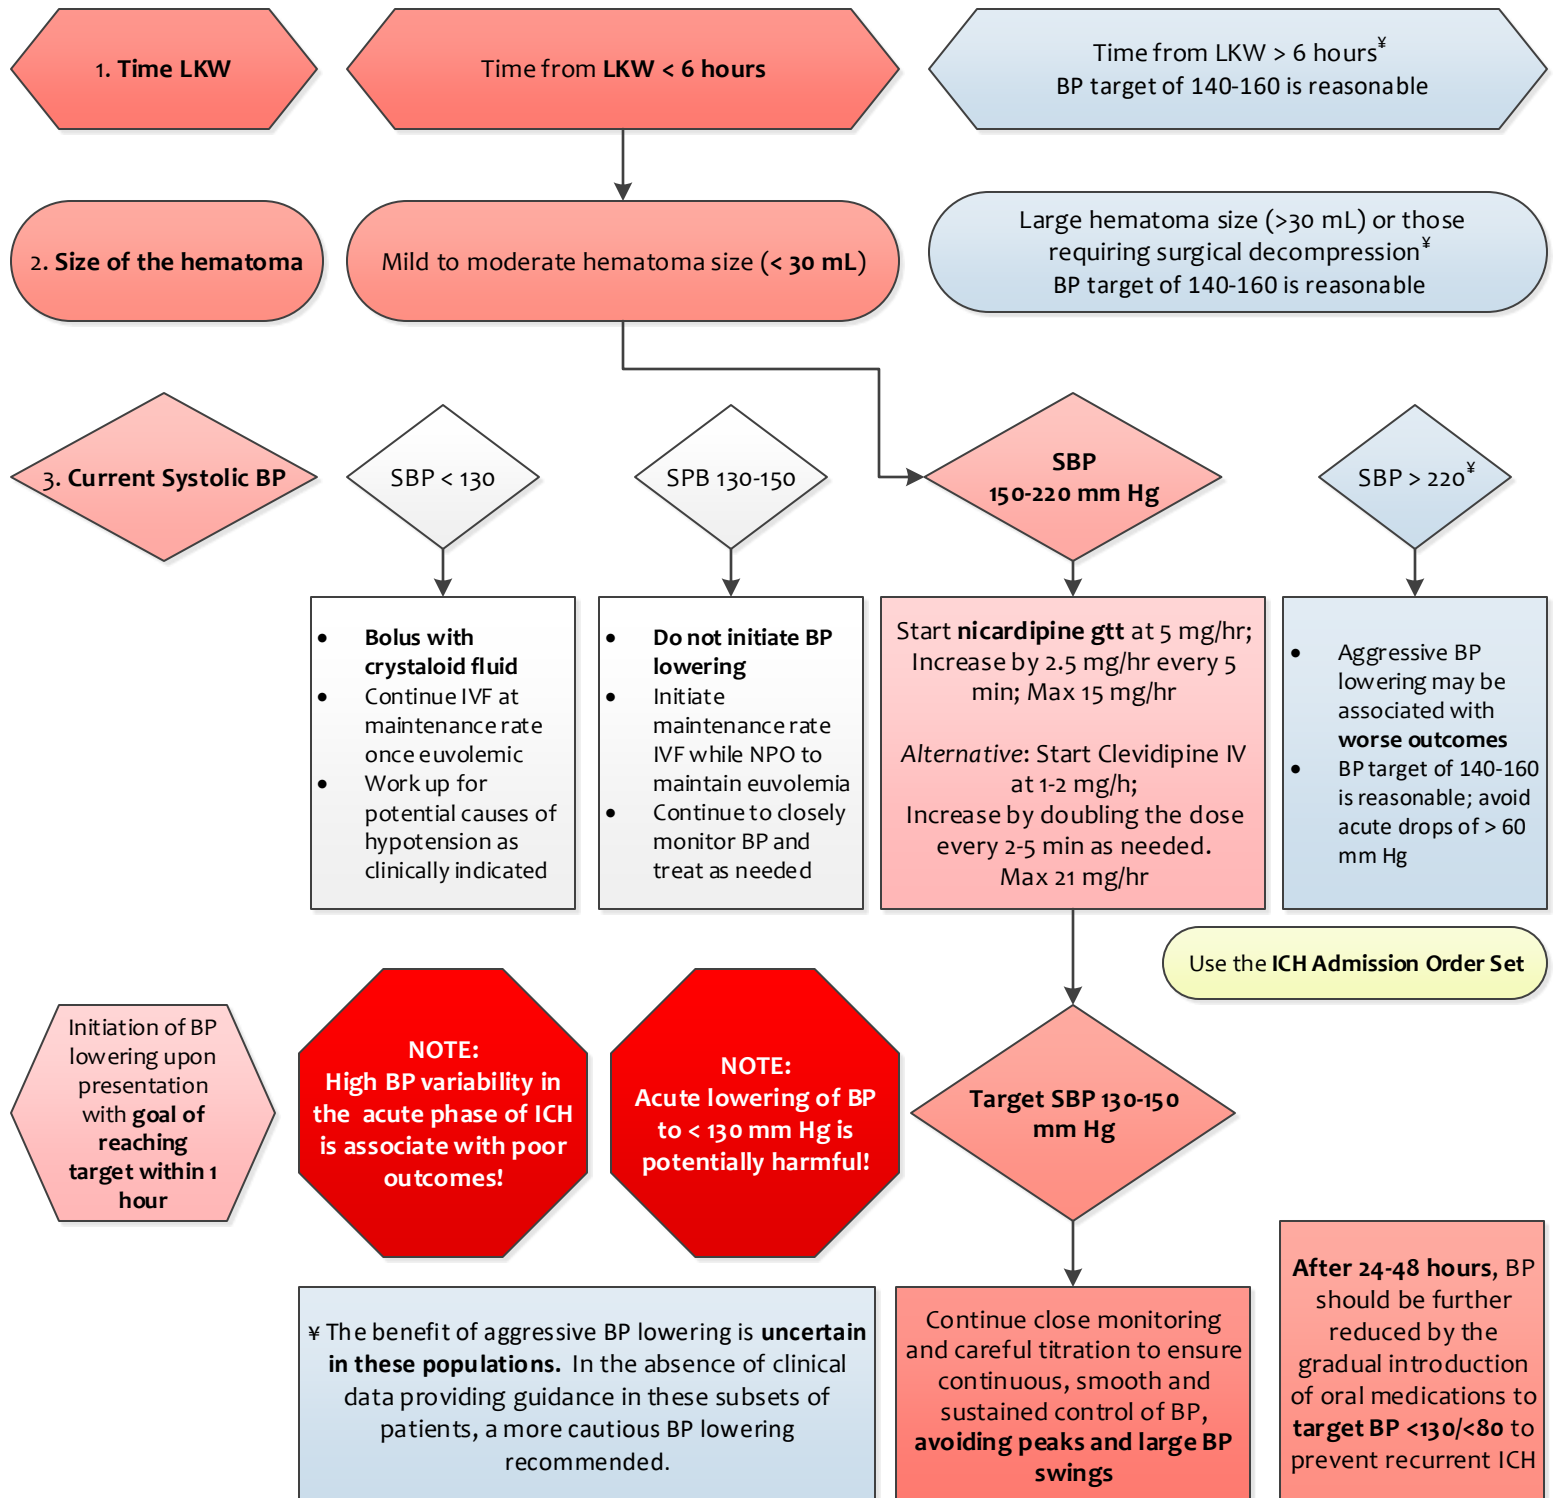 1. Time LKW
Time from LKW < 6 hours
Time from LKW > 6 hours¥
BP target of 140-160 is reasonable
2. Size of the hematoma
Mild to moderate hematoma size (< 30 mL)
Large hematoma size (>30 mL) or those
requiring surgical decompression¥
BP target of 140-160 is reasonable
3. Current Systolic BP
SBP < 130
SPB 130-150
SBP
150-220 mm Hg
SBP > 220¥
• Bolus with
crystaloid fluid
• Continue IVF at
maintenance rate
once euvolemic
• Work up for
potential causes of
hypotension as
clinically indicated
• Do not initiate BP
lowering
• Initiate
maintenance rate
IVF while NPO to
maintain euvolemia
• Continue to closely
monitor BP and
treat as needed
Start nicardipine gtt at 5 mg/hr;
Increase by 2.5 mg/hr every 5
min; Max 15 mg/hr
Alternative: Start Clevidipine IV
at 1-2 mg/h;
Increase by doubling the dose
every 2-5 min as needed.
Max 21 mg/hr
• Aggressive BP
lowering may be
associated with
worse outcomes
• BP target of 140-160
is reasonable; avoid
acute drops of > 60
mm Hg
Use the ICH Admission Order Set
Initiation of BP
lowering upon
presentation
with goal of
reaching
target within 1
hour
NOTE:
High BP variability in
the acute phase of ICH
is associate with poor
outcomes!
NOTE:
Acute lowering of BP
to < 130 mm Hg is
potentially harmful!
Target SBP 130-150
mm Hg
¥ The benefit of aggressive BP lowering is uncertain
in these populations. In the absence of clinical
data providing guidance in these subsets of
patients, a more cautious BP lowering
recommended.
Continue close monitoring
and careful titration to ensure
continuous, smooth and
sustained control of BP,
avoiding peaks and large BP
swings
After 24-48 hours, BP
should be further
reduced by the
gradual introduction
of oral medications to
target BP <130/<80 to
prevent recurrent ICH